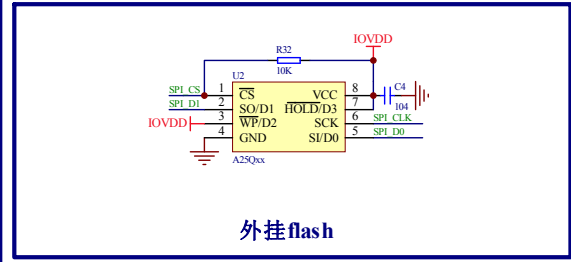 IOVDD
R32
10K
U2
C4
104
SPI_CS 1 CS VCC 8
SPI_D1 2 SO/D1 HOLD/D3 7
IOVDD 3 WP/D2 SCK 6 SPI_CLK
4 GND SI/D0 5 SPI_D0
A25Qxx
外挂flash